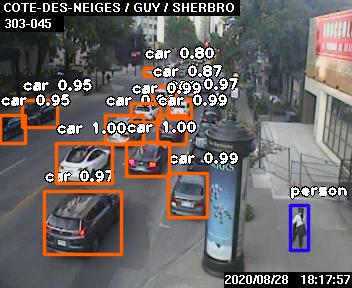 COTE-DES-NEIGES / GUY / SHERBRO
303-045
car 0.80
car 0.87
car 0.95
car 0.99
0.97
car 0.95
car 0.99
car 1.00
car 1.00
car 0.99
car 0.97
person
2020/08/28 18:17:57